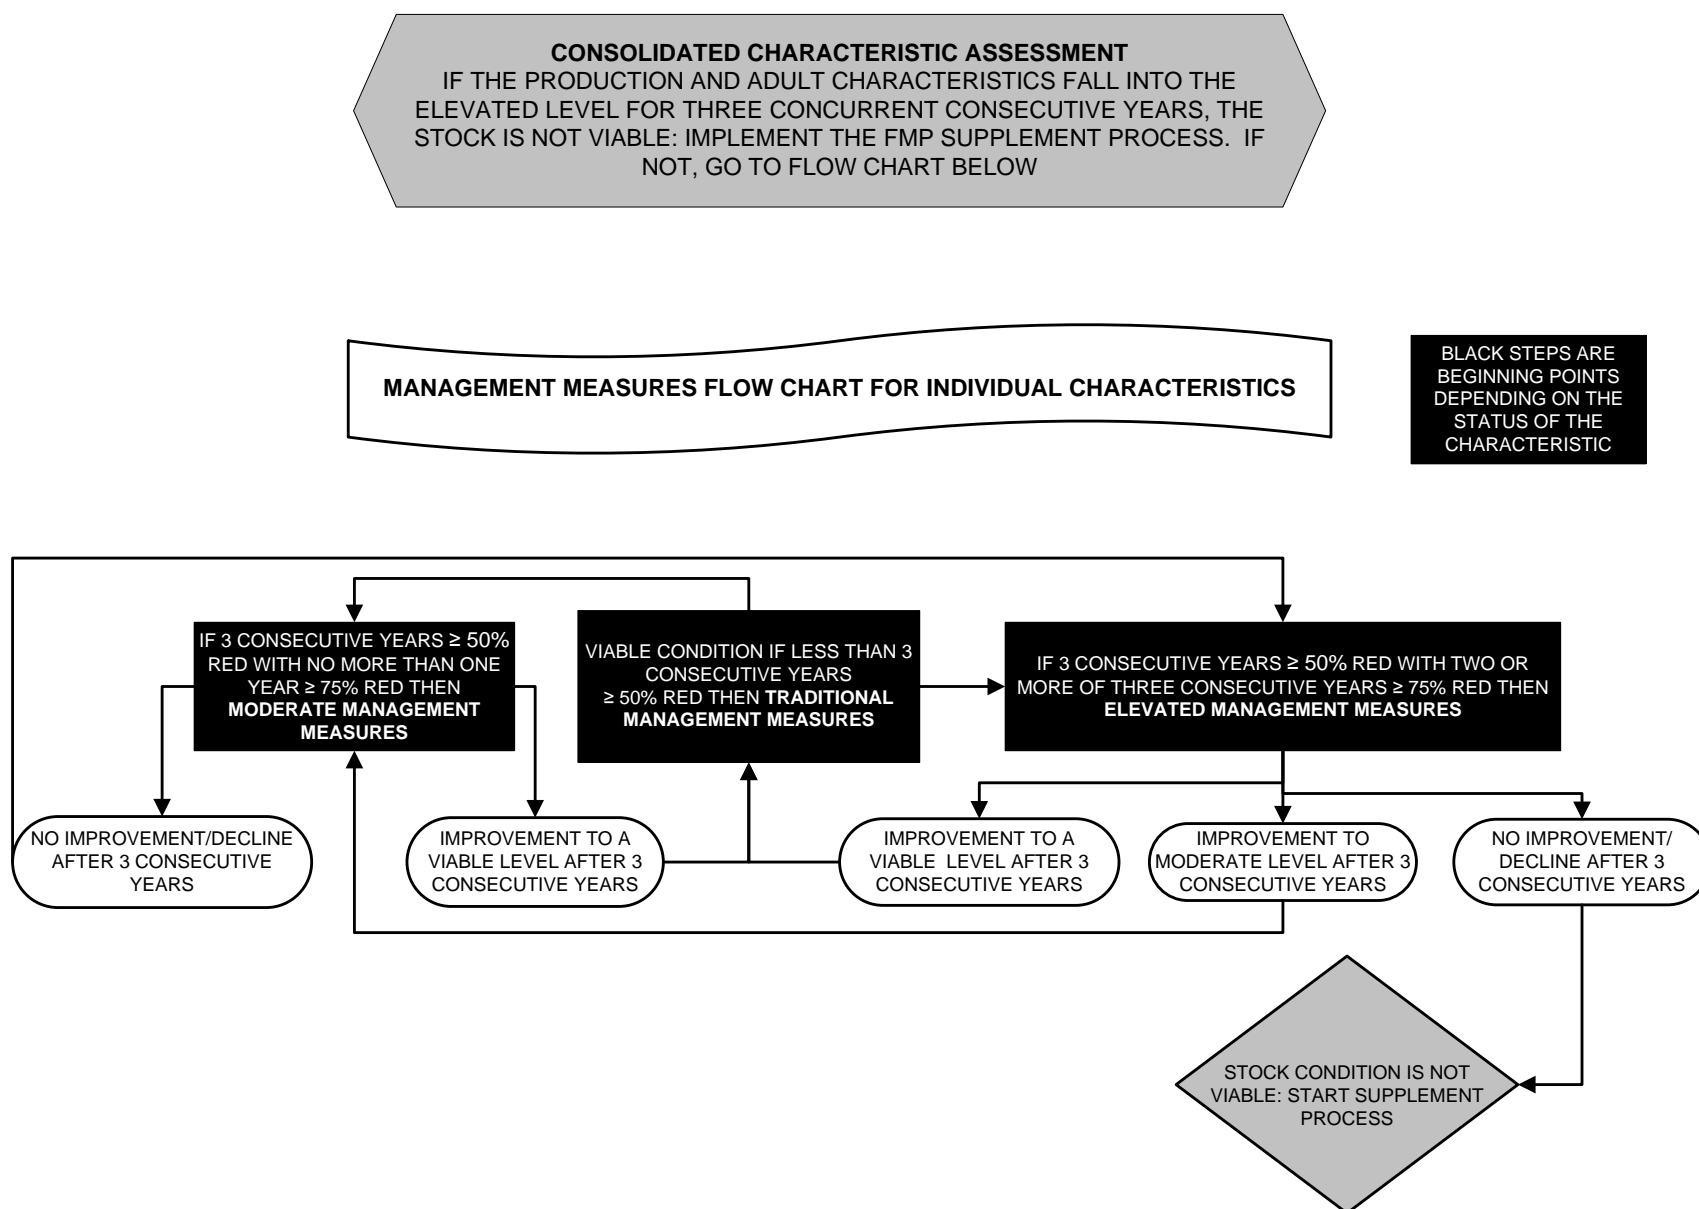 CONSOLIDATED CHARACTERISTIC ASSESSMENT
IF THE PRODUCTION AND ADULT CHARACTERISTICS FALL INTO THE
ELEVATED LEVEL FOR THREE CONCURRENT CONSECUTIVE YEARS, THE
STOCK IS NOT VIABLE: IMPLEMENT THE FMP SUPPLEMENT PROCESS. IF
NOT, GO TO FLOW CHART BELOW
MANAGEMENT MEASURES FLOW CHART FOR INDIVIDUAL CHARACTERISTICS
BLACK STEPS ARE
BEGINNING POINTS
DEPENDING ON THE
STATUS OF THE
CHARACTERISTIC
IF 3 CONSECUTIVE YEARS ≥ 50%
RED WITH NO MORE THAN ONE
YEAR ≥ 75% RED THEN
MODERATE MANAGEMENT
MEASURES
VIABLE CONDITION IF LESS THAN 3
CONSECUTIVE YEARS
≥ 50% RED THEN TRADITIONAL
MANAGEMENT MEASURES
IF 3 CONSECUTIVE YEARS ≥ 50% RED WITH TWO OR
MORE OF THREE CONSECUTIVE YEARS ≥ 75% RED THEN
ELEVATED MANAGEMENT MEASURES
NO IMPROVEMENT/DECLINE
AFTER 3 CONSECUTIVE
YEARS
IMPROVEMENT TO A
VIABLE LEVEL AFTER 3
CONSECUTIVE YEARS
IMPROVEMENT TO A
VIABLE LEVEL AFTER 3
CONSECUTIVE YEARS
IMPROVEMENT TO
MODERATE LEVEL AFTER 3
CONSECUTIVE YEARS
NO IMPROVEMENT/
DECLINE AFTER 3
CONSECUTIVE YEARS
STOCK CONDITION IS NOT
VIABLE: START SUPPLEMENT
PROCESS